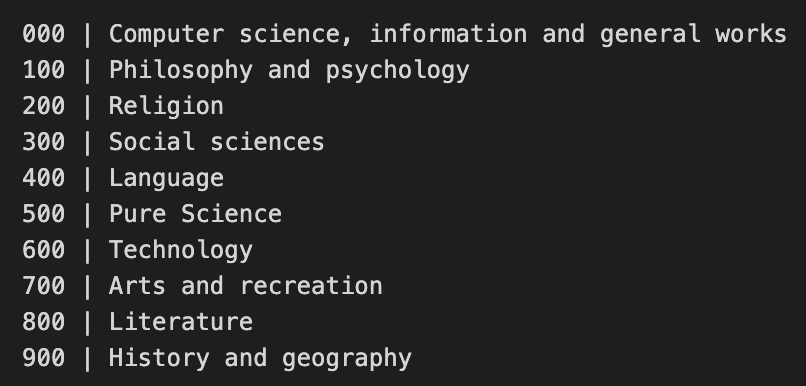 000 | Computer science, information and general works
100 | Philosophy and psychology
200 | Religion
300 | Social sciences
400 | Language
500 | Pure Science
600 | Technology
700 | Arts and recreation
800 | Literature
900 | History and geography